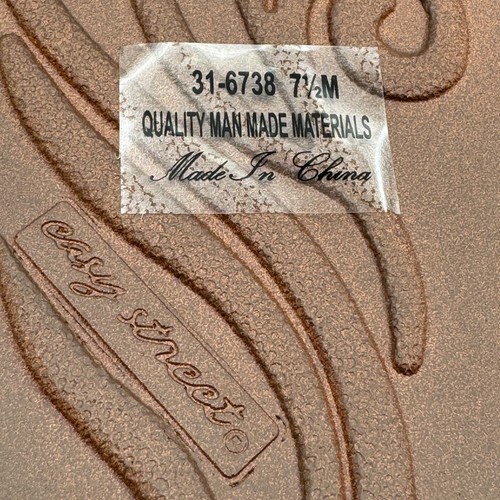 31-6738 7½M
QUALITY MAN MADE MATERIALS
Made In China
easy street©